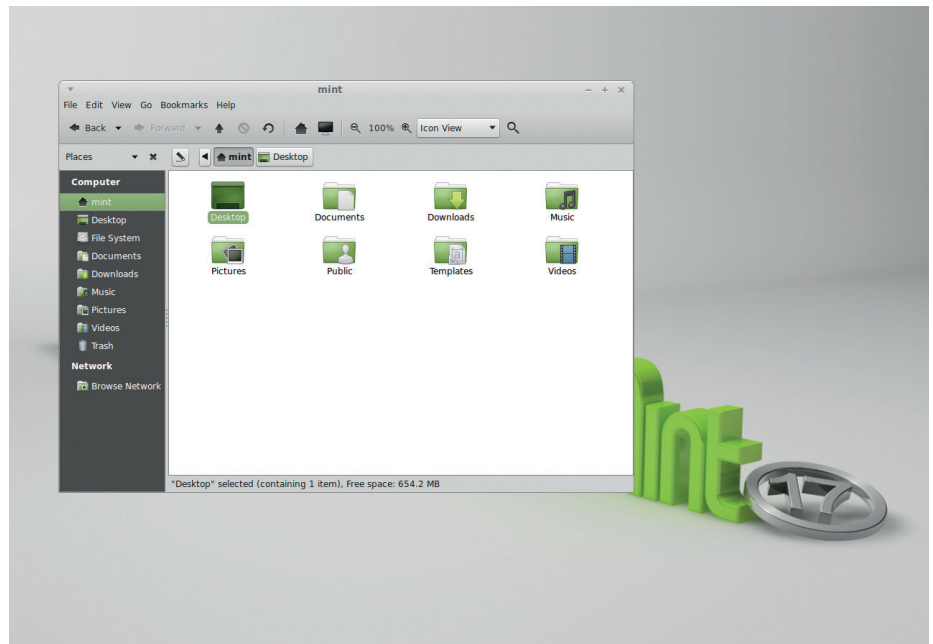 mint
File Edit View Go Bookmarks Help
Back Forward 100% Icon View
Places mint Desktop
Computer
mint
Desktop
File System
Documents
Downloads
Music
Pictures
Videos
Trash
Network
Browse Network
Desktop Documents Downloads Music
Pictures Public Templates Videos
"Desktop" selected (containing 1 item), Free space: 654.2 MB
int
17